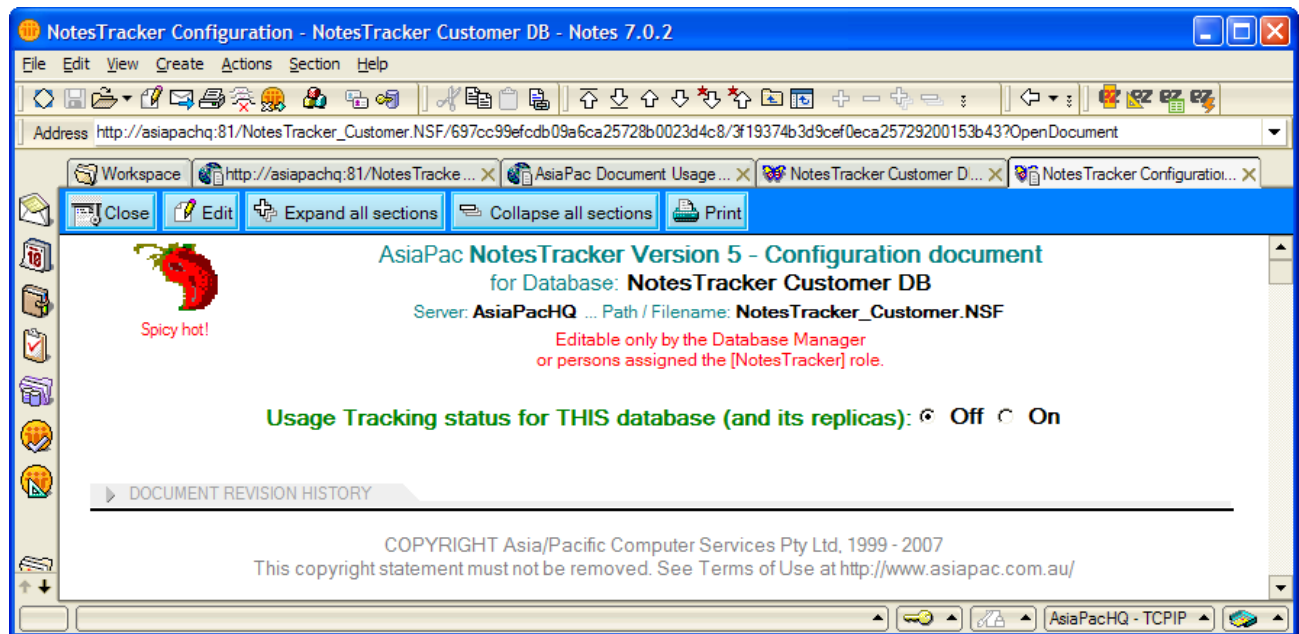 NotesTracker Configuration - NotesTracker Customer DB - Notes 7.0.2
File Edit View Create Actions Section Help
Address http://asiapachq:81/NotesTracker_Customer.NSF/697cc99efcdb09a6ca25728b0023d4c8/3f19374b3d9cef0eca25729200153b43?OpenDocument
Workspace http://asiapachq:81/NotesTracke... AsiaPac Document Usage... NotesTracker Customer D... NotesTracker Configuration...
Close Edit Expand all sections Collapse all sections Print
AsiaPac NotesTracker Version 5 - Configuration document
for Database: NotesTracker Customer DB
Server: AsiaPacHQ ... Path / Filename: NotesTracker_Customer.NSF
Spicy hot!
Editable only by the Database Manager
or persons assigned the [NotesTracker] role.
Usage Tracking status for THIS database (and its replicas): Off On
DOCUMENT REVISION HISTORY
COPYRIGHT Asia/Pacific Computer Services Pty Ltd, 1999 - 2007
This copyright statement must not be removed. See Terms of Use at http://www.asiapac.com.au/
AsiaPacHQ - TCPIP